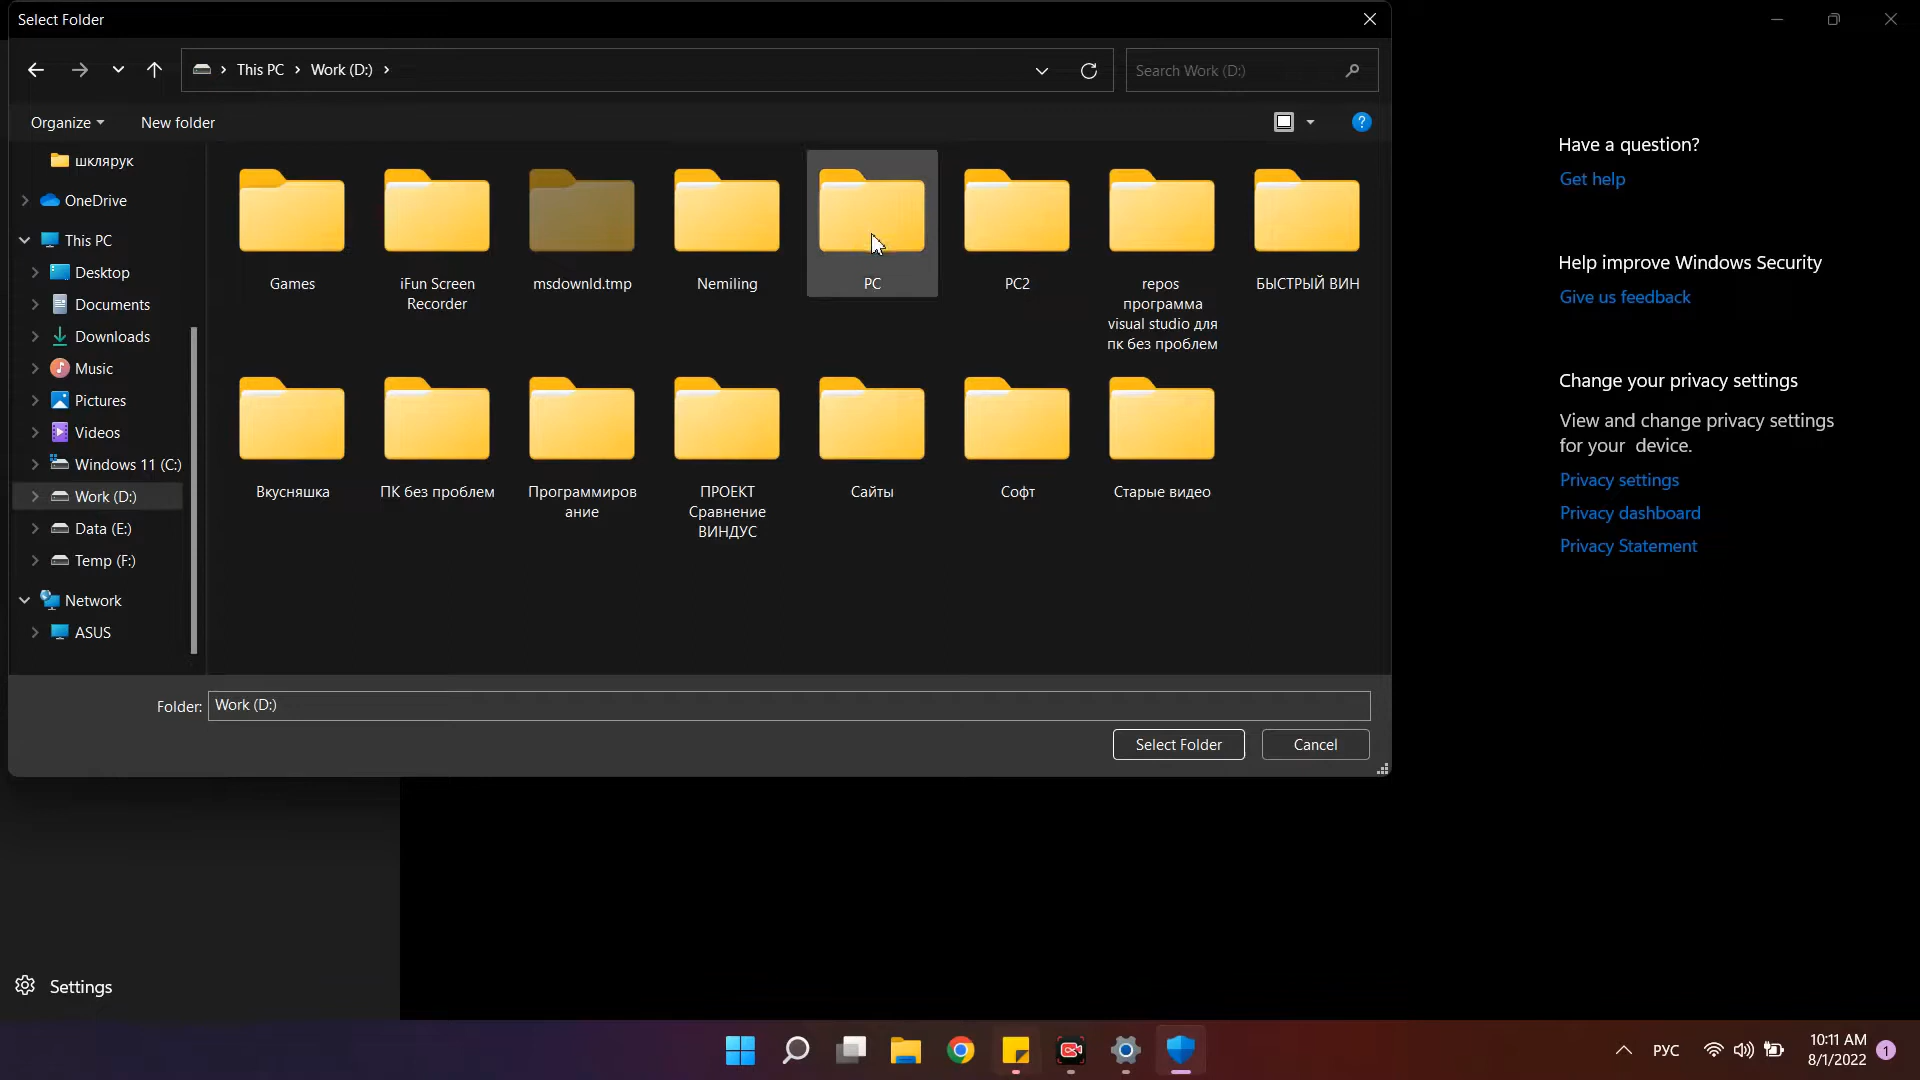 Select Folder
This PC
Work (D:)
Search Work (D:)
Organize
New folder
шклярук
OneDrive
This PC
Desktop
Documents
Downloads
Music
Pictures
Videos
Windows 11 (C:)
Work (D:)
Data (E:)
Temp (F:)
Network
ASUS
Games
iFun Screen
Recorder
msdownld.tmp
Nemiling
PC
PC2
repos
программа
visual studio для
пк без проблем
БЫСТРЫЙ ВИН
Вкусняшка
ПК без проблем
Программиров
ание
ПРОЕКТ
Сравнение
ВИНДУС
Сайты
Софт
Старые видео
Folder:
Work (D:)
Select Folder
Cancel
Have a question?
Get help
Help improve Windows Security
Give us feedback
Change your privacy settings
View and change privacy settings
for your device.
Privacy settings
Privacy dashboard
Privacy Statement
Settings
РУС
10:11 AM
8/1/2022
1